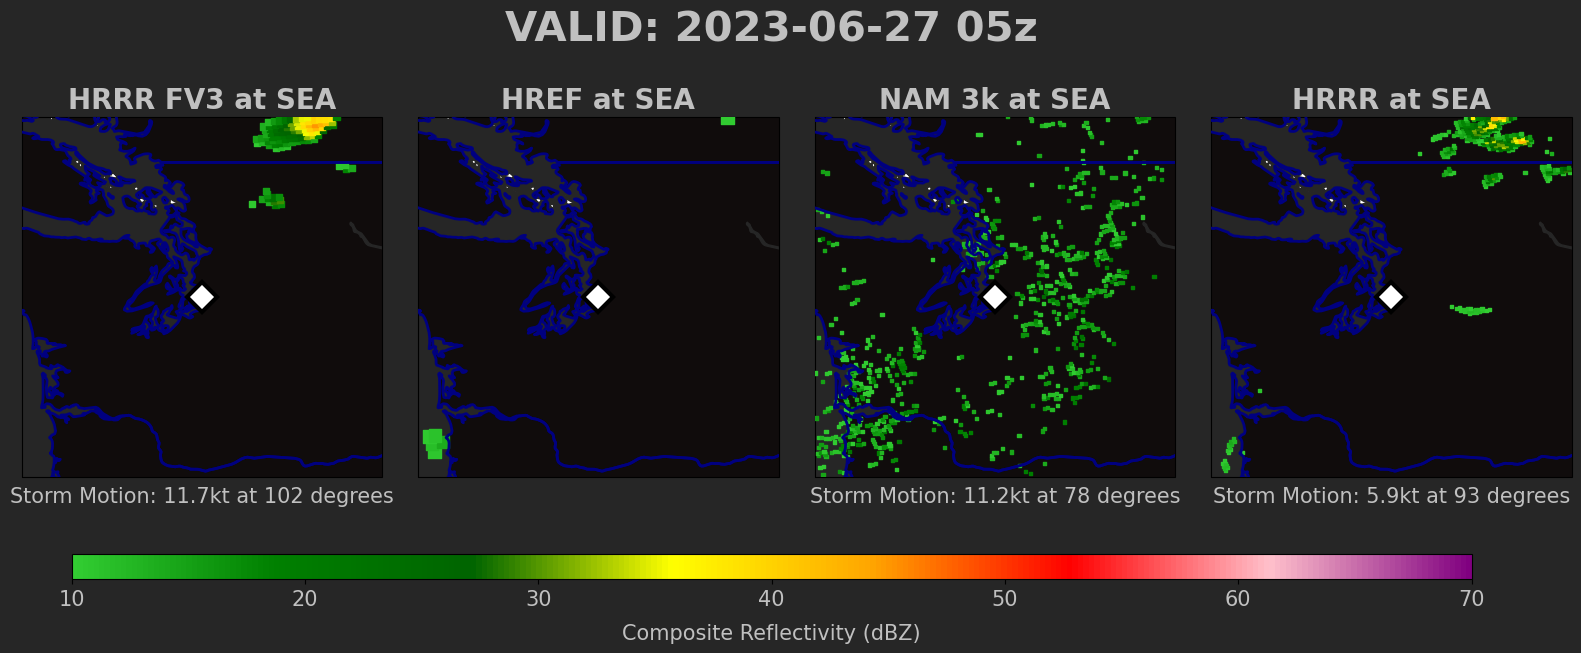 VALID: 2023-06-27 05z
HRRR FV3 at SEA
HREF at SEA
NAM 3k at SEA
HRRR at SEA
Storm Motion: 11.7kt at 102 degrees
Storm Motion: 11.2kt at 78 degrees
Storm Motion: 5.9kt at 93 degrees
10 20 30 40 50 60 70
Composite Reflectivity (dBZ)